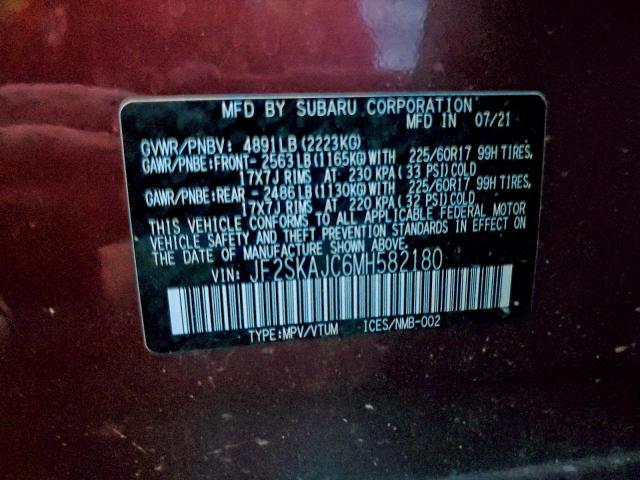 MFD BY SUBARU CORPORATION
MFD IN 07/21
GVWR/PNBV: 4891LB(2223KG)
GAWR/PNBE:FRONT- 2563LB(1165KG)WITH 225/60R17 99H TIRES,
17X7J RIMS AT 230 KPA(33 PSI)COLD
GAWR/PNBE:REAR -2486LB(1130KG)WITH 225/60R17 99H TIRES,
17X7J RIMS AT 220 KPA(32 PSI)COLD
THIS VEHICLE CONFORMS TO ALL APPLICABLE FEDERAL MOTOR
VEHICLE SAFETY AND THEFT PREVENTION STANDARDS IN EFFECT ON
THE DATE OF MANUFACTURE SHOWN ABOVE.
VIN: JF2SKAJC6MH582180
TYPE:MPV/VTUM ICES/NMB-002